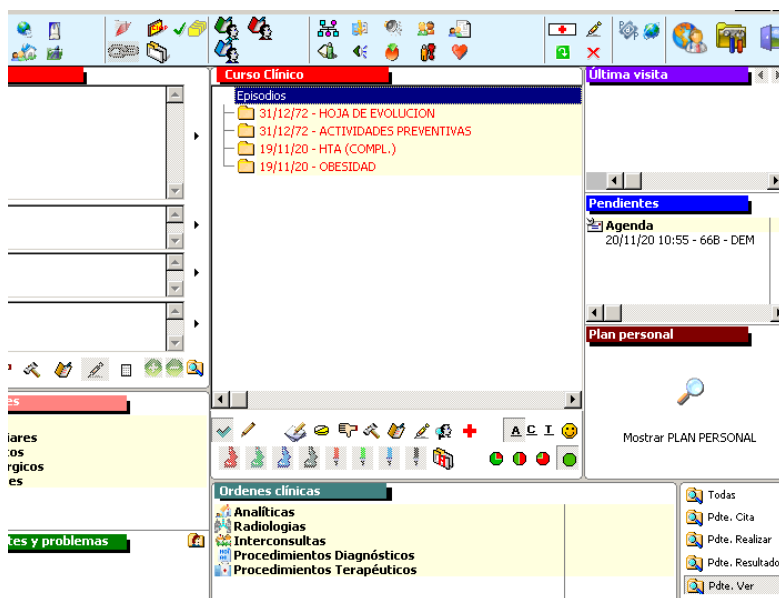 Curso Clínico
Episodios
31/12/72 - HOJA DE EVOLUCION
31/12/72 - ACTIVIDADES PREVENTIVAS
19/11/20 - HTA (COMPL.)
19/11/20 - OBESIDAD
Última visita
Pendientes
Agenda
20/11/20 10:55 - 66B - DEM
Plan personal
Mostrar PLAN PERSONAL
es
iares
cos
rgicos
es
tes y problemas
A C I
Ordenes clínicas
Analíticas
Radiologias
Interconsultas
Procedimientos Diagnósticos
Procedimientos Terapéuticos
Todas
Pdte. Cita
Pdte. Realizar
Pdte. Resultado
Pdte. Ver